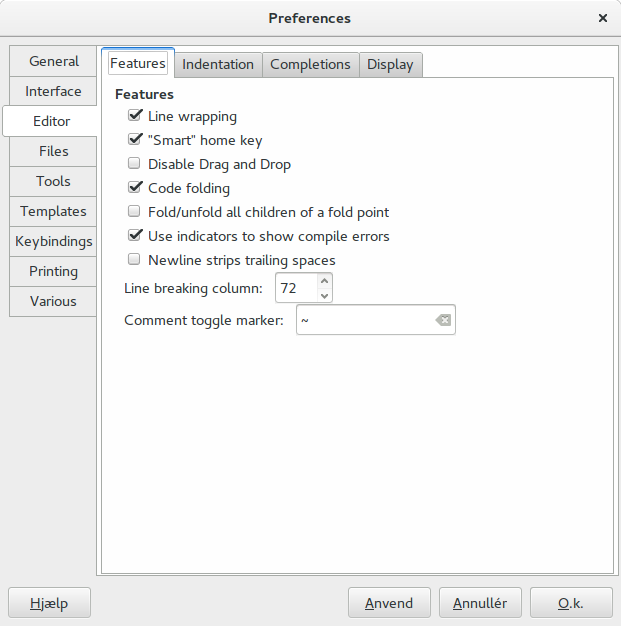 Preferences
General
Interface
Editor
Files
Tools
Templates
Keybindings
Printing
Various
Features Indentation Completions Display
Features
Line wrapping
"Smart" home key
Disable Drag and Drop
Code folding
Fold/unfold all children of a fold point
Use indicators to show compile errors
Newline strips trailing spaces
Line breaking column: 72
Comment toggle marker: ~
Hjælp Anvend Annullér O.k.